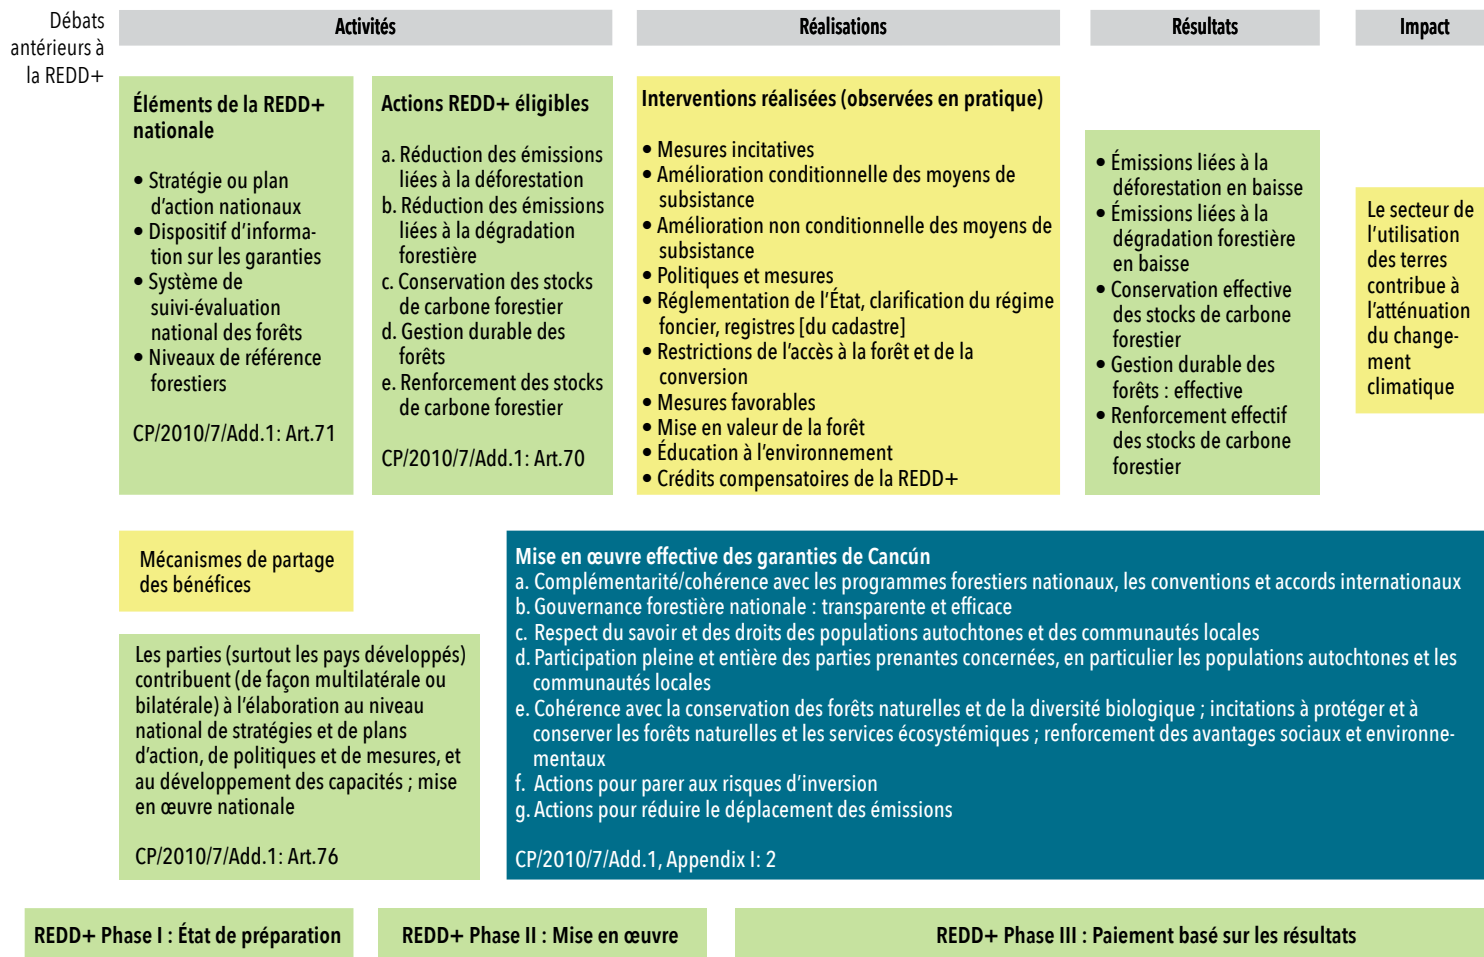 Débats
antérieurs à
la REDD+
Activités
Réalisations
Résultats
Impact
Éléments de la REDD+
nationale
• Stratégie ou plan
d’action nationaux
• Dispositif d’informa-
tion sur les garanties
• Système de
suivi-évaluation
national des forêts
• Niveaux de référence
forestiers
CP/2010/7/Add.1: Art.71
Actions REDD+ éligibles
a. Réduction des émissions
liées à la déforestation
b. Réduction des émissions
liées à la dégradation
forestière
c. Conservation des stocks
de carbone forestier
d. Gestion durable des
forêts
e. Renforcement des stocks
de carbone forestier
CP/2010/7/Add.1: Art.70
Interventions réalisées (observées en pratique)
• Mesures incitatives
• Amélioration conditionnelle des moyens de
subsistance
• Amélioration non conditionnelle des moyens de
subsistance
• Politiques et mesures
• Réglementation de l’État, clarification du régime
foncier, registres [du cadastre]
• Restrictions de l’accès à la forêt et de la
conversion
• Mesures favorables
• Mise en valeur de la forêt
• Éducation à l’environnement
• Crédits compensatoires de la REDD+
• Émissions liées à la
déforestation en baisse
• Émissions liées à la
dégradation forestière
en baisse
• Conservation effective
des stocks de carbone
forestier
• Gestion durable des
forêts : effective
• Renforcement effectif
des stocks de carbone
forestier
Le secteur de
l’utilisation
des terres
contribue à
l’atténuation
du change-
ment
climatique
Mécanismes de partage
des bénéfices
Les parties (surtout les pays développés)
contribuent (de façon multilatérale ou
bilatérale) à l’élaboration au niveau
national de stratégies et de plans
d’action, de politiques et de mesures, et
au développement des capacités ; mise
en œuvre nationale
CP/2010/7/Add.1: Art.76
Mise en œuvre effective des garanties de Cancún
a. Complémentarité/cohérence avec les programmes forestiers nationaux, les conventions et accords internationaux
b. Gouvernance forestière nationale : transparente et efficace
c. Respect du savoir et des droits des populations autochtones et des communautés locales
d. Participation pleine et entière des parties prenantes concernées, en particulier les populations autochtones et les
communautés locales
e. Cohérence avec la conservation des forêts naturelles et de la diversité biologique ; incitations à protéger et à
conserver les forêts naturelles et les services écosystémiques ; renforcement des avantages sociaux et environne-
mentaux
f. Actions pour parer aux risques d’inversion
g. Actions pour réduire le déplacement des émissions
CP/2010/7/Add.1, Appendix I: 2
REDD+ Phase I : État de préparation
REDD+ Phase II : Mise en œuvre
REDD+ Phase III : Paiement basé sur les résultats